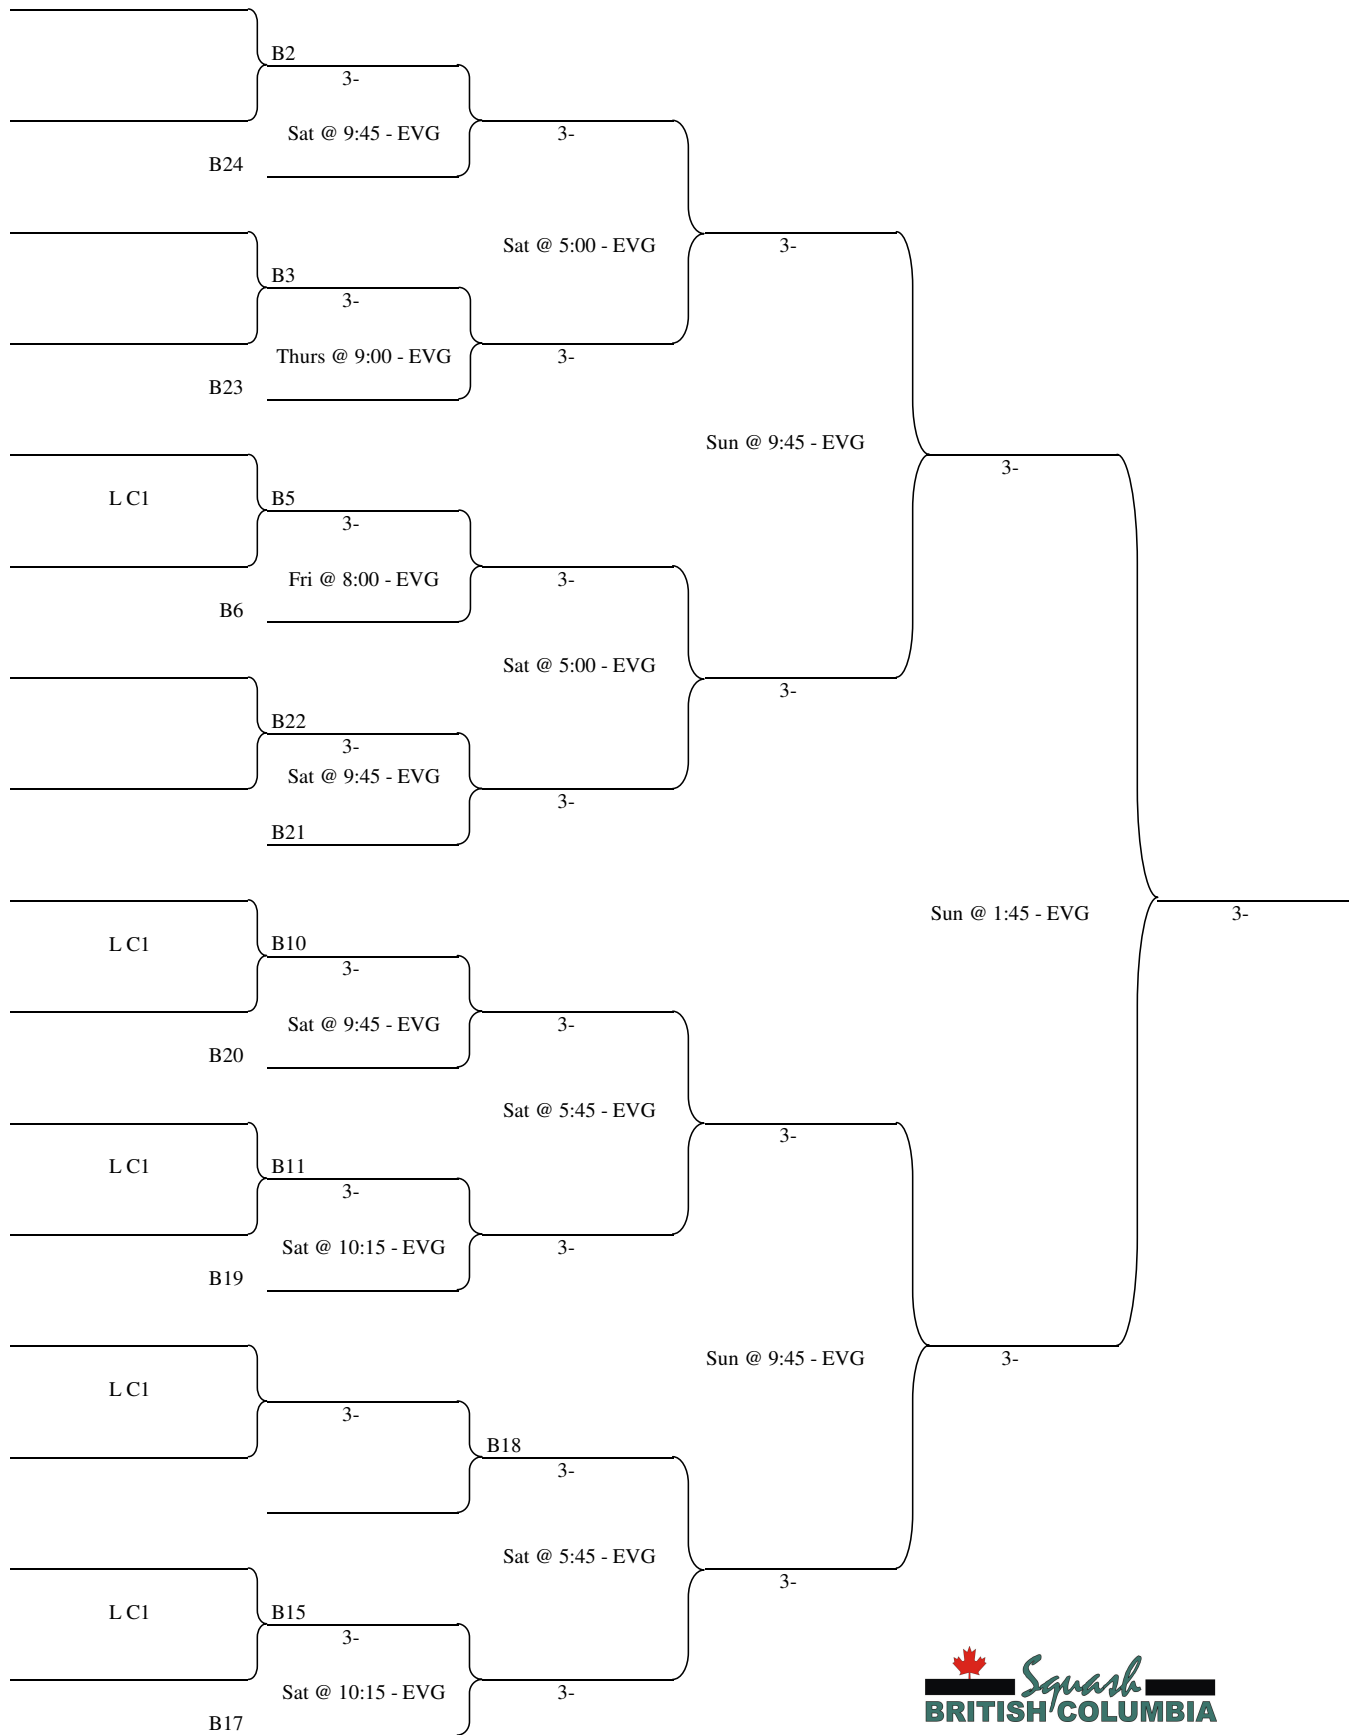 B2
3-
Sat @ 9:45 - EVG
3-
B24
Sat @ 5:00 - EVG
3-
B3
3-
Thurs @ 9:00 - EVG
3-
B23
Sun @ 9:45 - EVG
3-
L C1
B5
3-
Fri @ 8:00 - EVG
3-
B6
Sat @ 5:00 - EVG
3-
B22
3-
Sat @ 9:45 - EVG
3-
B21
Sun @ 1:45 - EVG
3-
L C1
B10
3-
Sat @ 9:45 - EVG
3-
B20
Sat @ 5:45 - EVG
3-
L C1
B11
3-
Sat @ 10:15 - EVG
3-
B19
Sun @ 9:45 - EVG
3-
L C1
3-
B18
3-
Sat @ 5:45 - EVG
3-
L C1
B15
3-
Sat @ 10:15 - EVG
3-
B17
Squash
BRITISH COLUMBIA